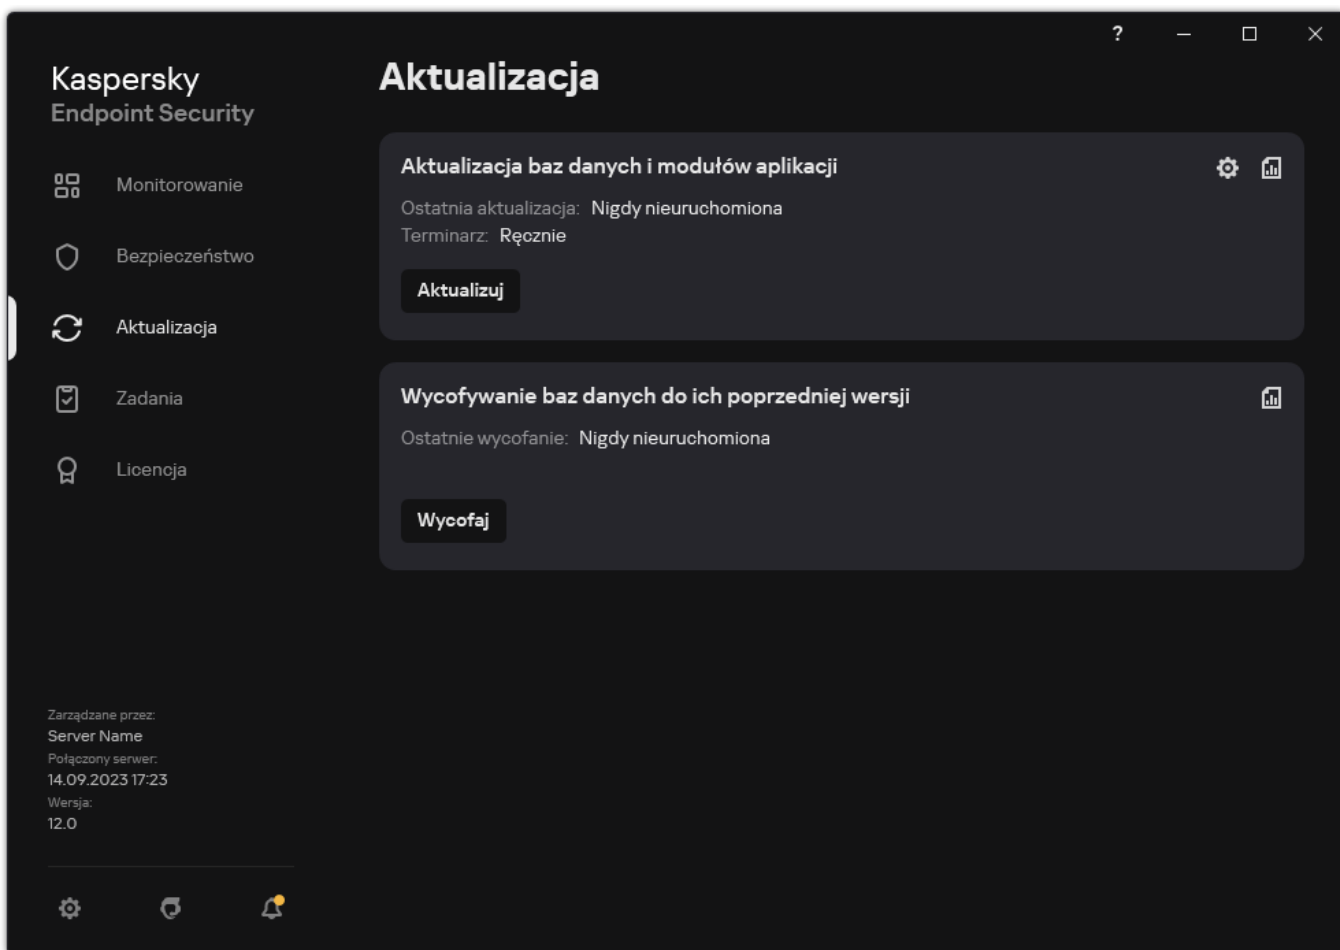 ?
Kaspersky
Endpoint Security
Monitorowanie
Bezpieczeństwo
Aktualizacja
Zadania
Licencja
Zarządzane przez:
Server Name
Połączony serwer:
14.09.2023 17:23
Wersja:
12.0
Aktualizacja
Aktualizacja baz danych i modułów aplikacji
Ostatnia aktualizacja: Nigdy nieuruchomiona
Terminarz: Ręcznie
Aktualizuj
Wycofywanie baz danych do ich poprzedniej wersji
Ostatnie wycofanie: Nigdy nieuruchomiona
Wycofaj